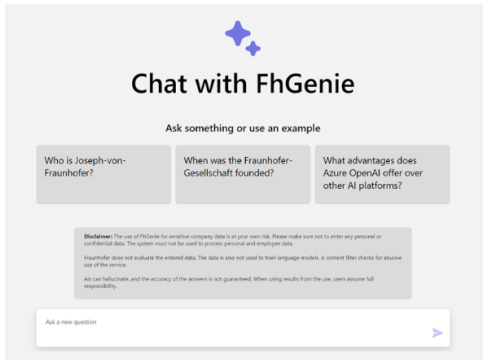 Chat with FhGenie
Ask something or use an example
Who is Joseph-von-
Fraunhofer?
When was the Fraunhofer-
Gesellschaft founded?
What advantages does
Azure OpenAI offer over
other AI platforms?
Disclaimer: The use of FhGenie for sensitive company data is at your own risk. Please make sure not to enter any personal or
confidential data. The system must not be used to process personal and employee data.
Fraunhofer does not evaluate the entered data. The data is also not used to train language models. A content filter checks for abusive
use of the service.
AIs can hallucinate, and the accuracy of the answers is not guaranteed. When using results from the use, users assume full
responsibility.
Ask a new question